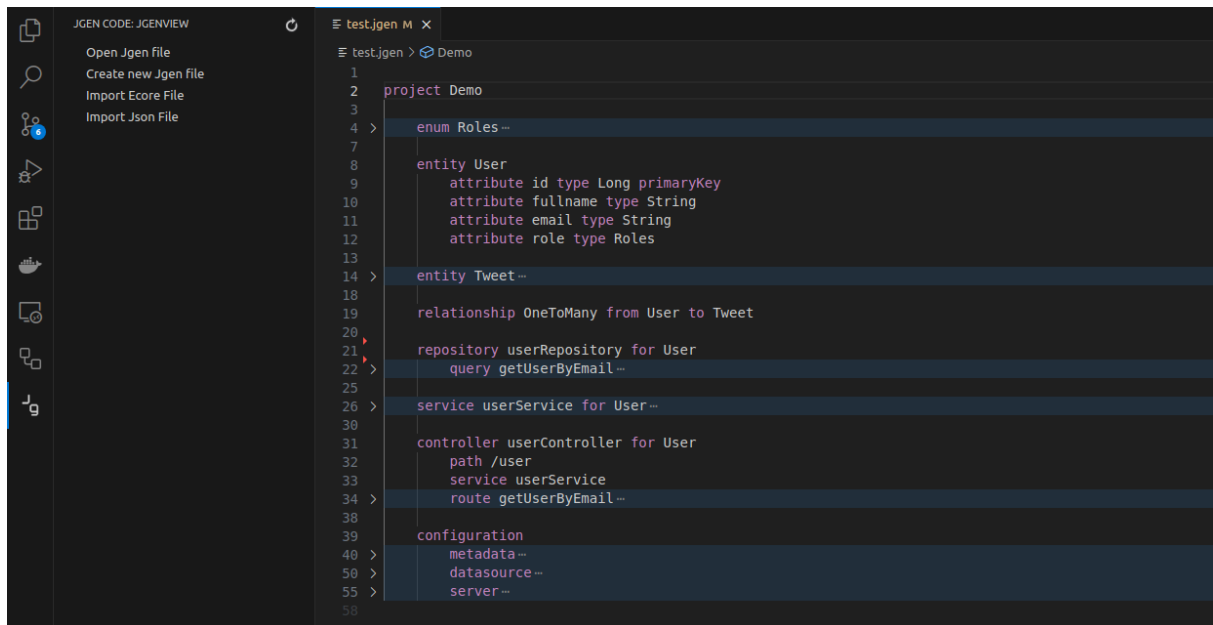 JGEN CODE: JGENVIEW
Open Jgen file
Create new Jgen file
Import Ecore File
Import Json File
6
test.jgen M
test.jgen > Demo
1
2 project Demo
3
4 > enum Roles…
7
8 entity User
9 attribute id type Long primaryKey
10 attribute fullname type String
11 attribute email type String
12 attribute role type Roles
13
14 > entity Tweet…
18
19 relationship OneToMany from User to Tweet
20
21 repository userRepository for User
22 > query getUserByEmail…
25
26 > service userService for User…
30
31 controller userController for User
32 path /user
33 service userService
34 > route getUserByEmail…
38
39 configuration
40 > metadata…
50 > datasource…
55 > server…
58
Jg